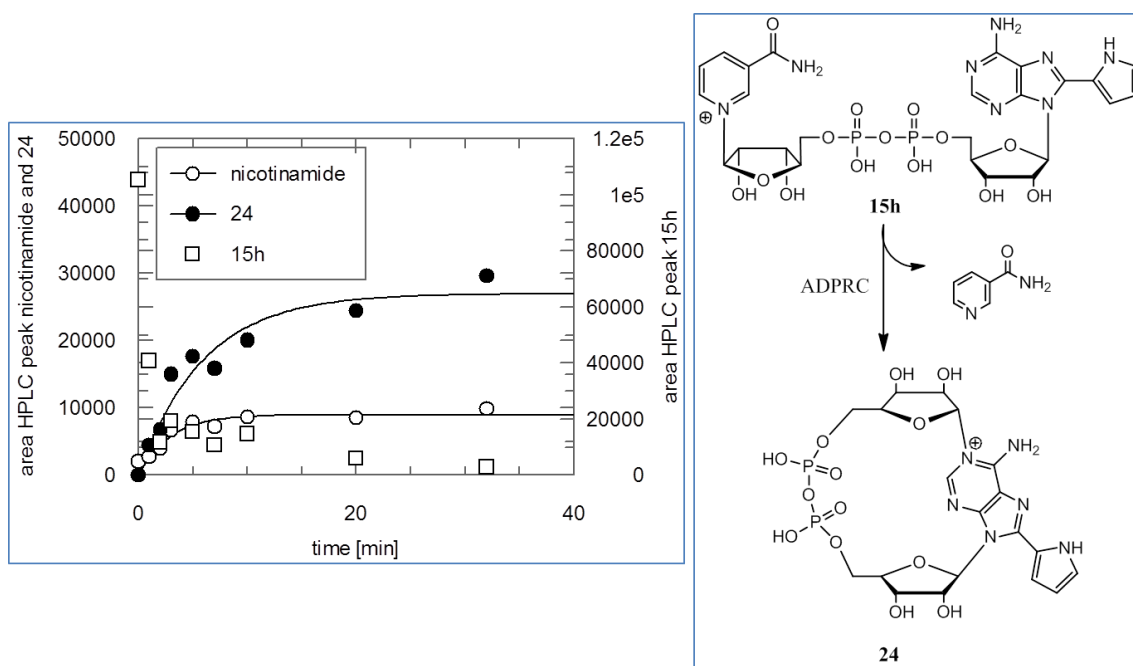 50000
40000
30000
20000
10000
0
area HPLC peak nicotinamide and 24
nicotinamide
24
15h
1.2e5
1e5
80000
60000
40000
20000
0
area HPLC peak 15h
0
20
40
time [min]
O
NH2
N
⊕
O
O
O
O P O P O
OH OH
OH
O
OH
NH2
N
N
N
N
H
N
O
OH OH
15h
ADPRC
O
NH2
N
OH OH
O
O
⊕
N
NH2
HO P O
O
HO P O
O
N
N
N
NH
O
OH OH
24